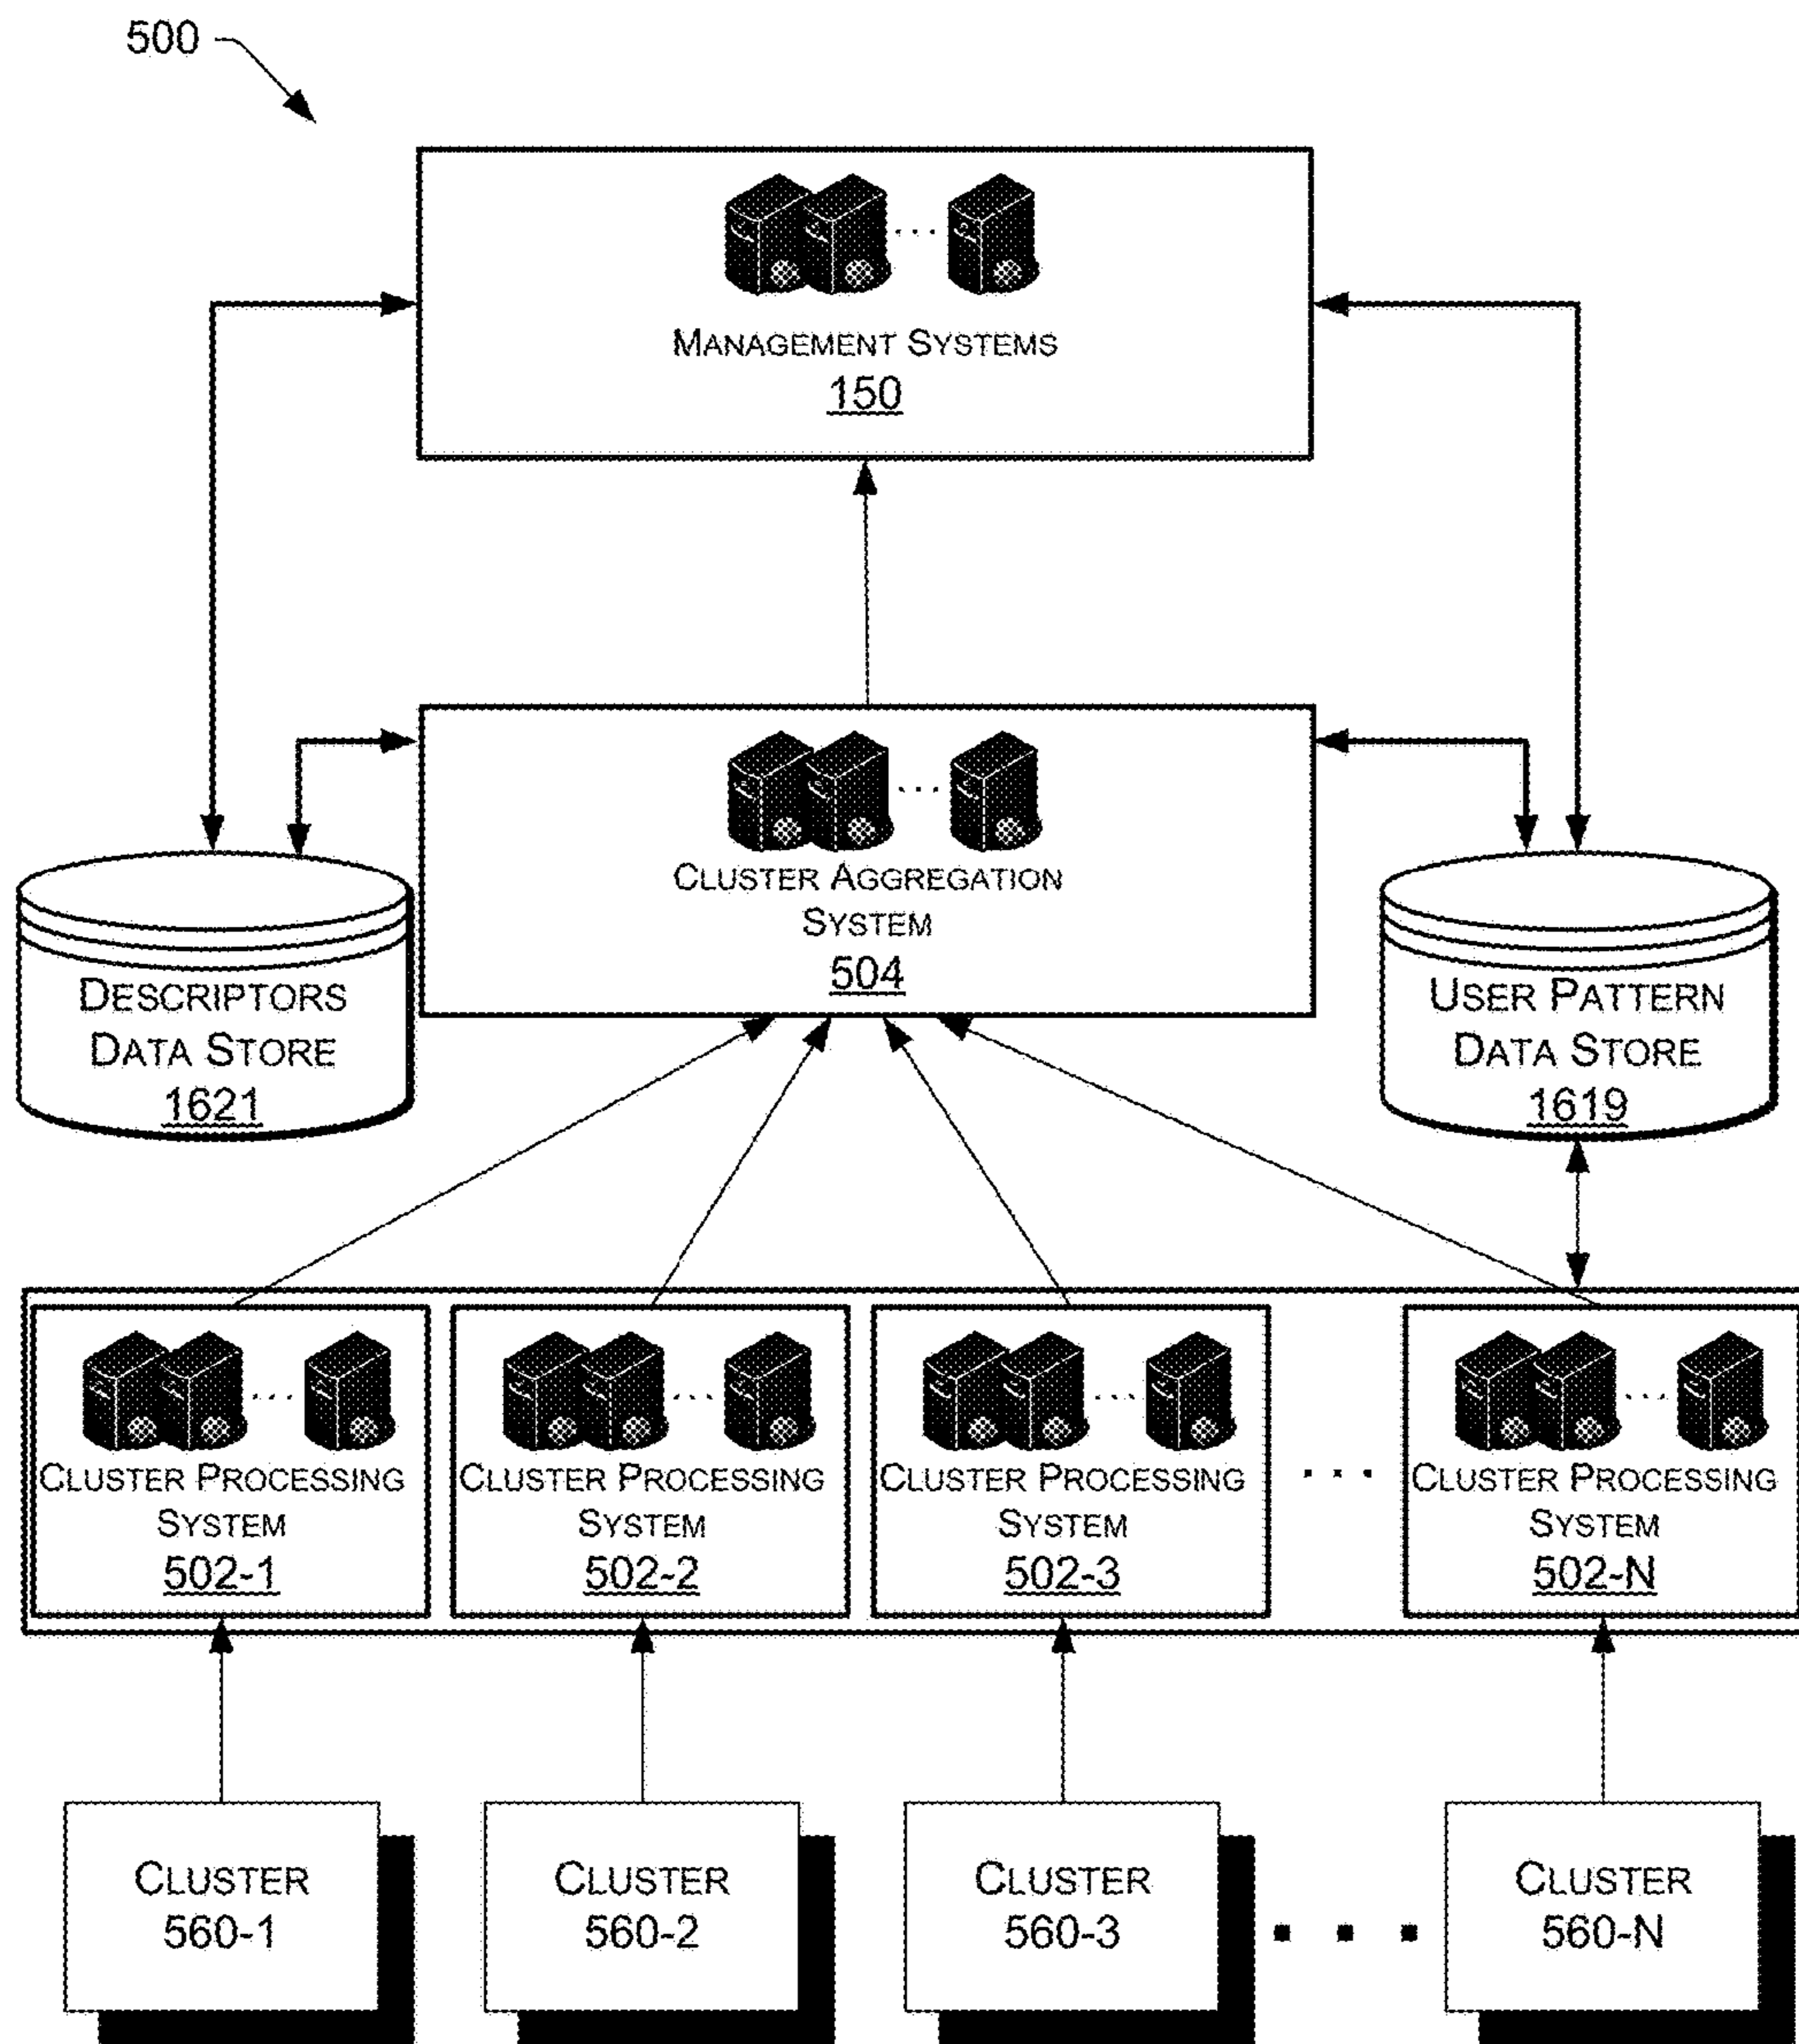 500
MANAGEMENT SYSTEMS
150
CLUSTER AGGREGATION
SYSTEM
504
DESCRIPTORS
DATA STORE
1621
USER PATTERN
DATA STORE
1619
CLUSTER PROCESSING
SYSTEM
502-1
CLUSTER PROCESSING
SYSTEM
502-2
CLUSTER PROCESSING
SYSTEM
502-3
. . .
CLUSTER PROCESSING
SYSTEM
502-N
CLUSTER
560-1
CLUSTER
560-2
CLUSTER
560-3
. . .
CLUSTER
560-N